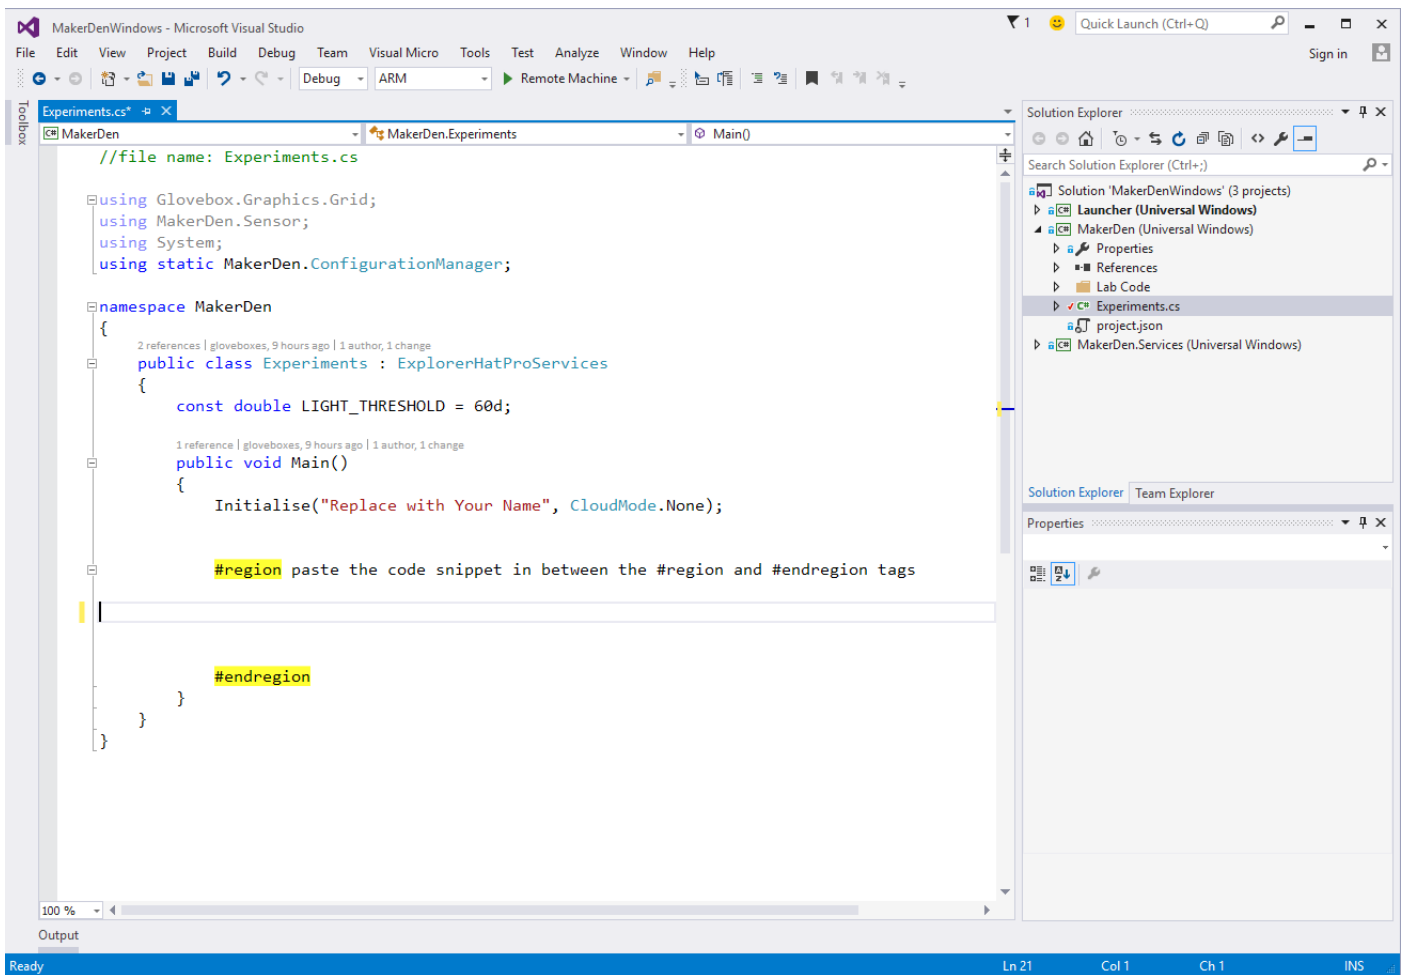 MakerDenWindows - Microsoft Visual Studio
1
Quick Launch (Ctrl+Q)
File Edit View Project Build Debug Team Visual Micro Tools Test Analyze Window Help
Sign in
Debug ARM Remote Machine
Toolbox
Experiments.cs*
C# MakerDen
MakerDen.Experiments
Main()
//file name: Experiments.cs
using Glovebox.Graphics.Grid;
using MakerDen.Sensor;
using System;
using static MakerDen.ConfigurationManager;
namespace MakerDen
{
2 references | gloveboxes, 9 hours ago | 1 author, 1 change
public class Experiments : ExplorerHatProServices
{
const double LIGHT_THRESHOLD = 60d;
1 reference | gloveboxes, 9 hours ago | 1 author, 1 change
public void Main()
{
Initialise("Replace with Your Name", CloudMode.None);
#region paste the code snippet in between the #region and #endregion tags
#endregion
}
}
}
100 %
Solution Explorer
Search Solution Explorer (Ctrl+;)
Solution 'MakerDenWindows' (3 projects)
C# Launcher (Universal Windows)
C# MakerDen (Universal Windows)
Properties
References
Lab Code
C# Experiments.cs
project.json
C# MakerDen.Services (Universal Windows)
Solution Explorer Team Explorer
Properties
Output
Ready
Ln 21 Col 1 Ch 1 INS